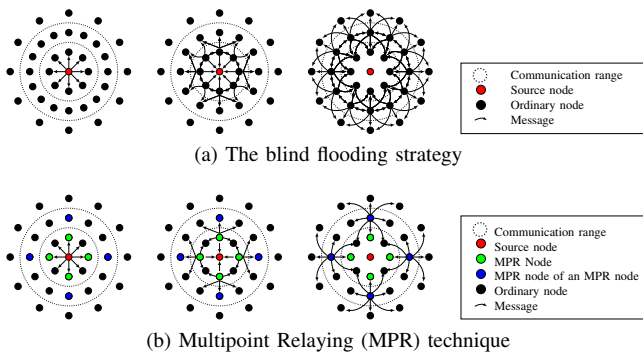 Communication range
Source node
Ordinary node
Message
(a) The blind flooding strategy
Communication range
Source node
MPR Node
MPR node of an MPR node
Ordinary node
Message
(b) Multipoint Relaying (MPR) technique